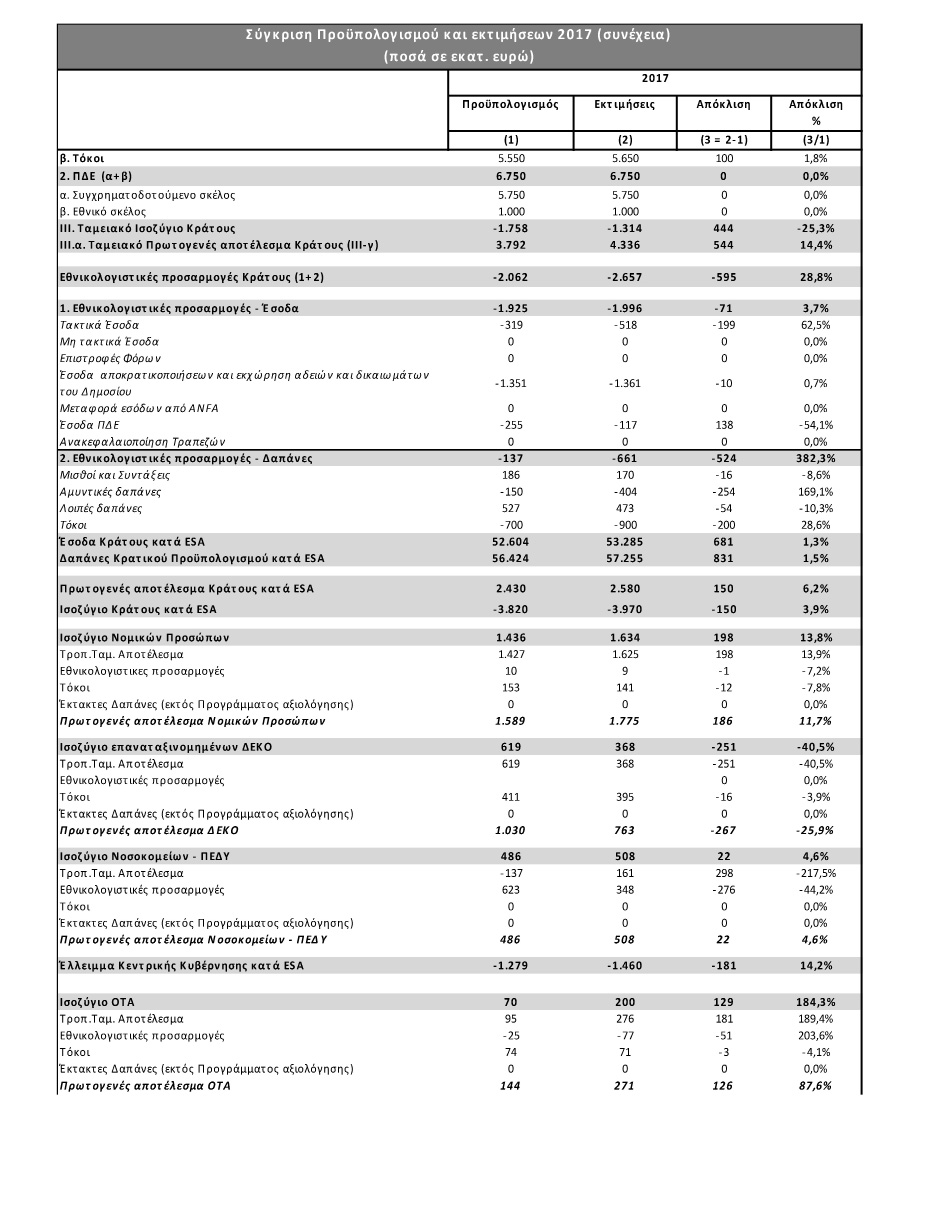 Σύγκριση Προϋπολογισμού και εκτιμήσεων 2017 (συνέχεια)
(ποσά σε εκατ. ευρώ)
2017
Προϋπολογισμός Εκτιμήσεις Απόκλιση Απόκλιση %
(1) (2) (3 = 2-1) (3/1)
β. Τόκοι 5.550 5.650 100 1,8%
2. ΠΔΕ (α+β) 6.750 6.750 0 0,0%
α. Συγχρηματοδοτούμενο σκέλος 5.750 5.750 0 0,0%
β. Εθνικό σκέλος 1.000 1.000 0 0,0%
ΙΙΙ. Ταμειακό Ισοζύγιο Κράτους -1.758 -1.314 444 -25,3%
ΙΙΙ.α. Ταμειακό Πρωτογενές αποτέλεσμα Κράτους (ΙΙΙ-γ) 3.792 4.336 544 14,4%
Εθνικολογιστικές προσαρμογές Κράτους (1+2) -2.062 -2.657 -595 28,8%
1. Εθνικολογιστικές προσαρμογές - Έσοδα -1.925 -1.996 -71 3,7%
Τακτικά Έσοδα -319 -518 -199 62,5%
Μη τακτικά Έσοδα 0 0 0 0,0%
Επιστροφές Φόρων 0 0 0 0,0%
Έσοδα αποκρατικοποιήσεων και εκχώρηση αδειών και δικαιωμάτων
του Δημοσίου -1.351 -1.361 -10 0,7%
Μεταφορά εσόδων από ANFA 0 0 0 0,0%
Έσοδα ΠΔΕ -255 -117 138 -54,1%
Ανακεφαλαιοποίηση Τραπεζών 0 0 0 0,0%
2. Εθνικολογιστικές προσαρμογές - Δαπάνες -137 -661 -524 382,3%
Μισθοί και Συντάξεις 186 170 -16 -8,6%
Αμυντικές δαπάνες -150 -404 -254 169,1%
Λοιπές δαπάνες 527 473 -54 -10,3%
Τόκοι -700 -900 -200 28,6%
Έσοδα Κράτους κατά ESA 52.604 53.285 681 1,3%
Δαπάνες Κρατικού Προϋπολογισμού κατά ESA 56.424 57.255 831 1,5%
Πρωτογενές αποτέλεσμα Κράτους κατά ESA 2.430 2.580 150 6,2%
Ισοζύγιο Κράτους κατά ESA -3.820 -3.970 -150 3,9%
Ισοζύγιο Νομικών Προσώπων 1.436 1.634 198 13,8%
Τροπ.Ταμ. Αποτέλεσμα 1.427 1.625 198 13,9%
Εθνικολογιστικες προσαρμογές 10 9 -1 -7,2%
Τόκοι 153 141 -12 -7,8%
Έκτακτες Δαπάνες (εκτός Προγράμματος αξιολόγησης) 0 0 0 0,0%
Πρωτογενές αποτέλεσμα Νομικών Προσώπων 1.589 1.775 186 11,7%
Ισοζύγιο επαναταξινομημένων ΔΕΚΟ 619 368 -251 -40,5%
Τροπ.Ταμ. Αποτέλεσμα 619 368 -251 -40,5%
Εθνικολογιστικές προσαρμογές 0 0,0%
Τόκοι 411 395 -16 -3,9%
Έκτακτες Δαπάνες (εκτός Προγράμματος αξιολόγησης) 0 0 0 0,0%
Πρωτογενές αποτέλεσμα ΔΕΚΟ 1.030 763 -267 -25,9%
Ισοζύγιο Νοσοκομείων - ΠΕΔΥ 486 508 22 4,6%
Τροπ.Ταμ. Αποτέλεσμα -137 161 298 -217,5%
Εθνικολογιστικές προσαρμογές 623 348 -276 -44,2%
Τόκοι 0 0 0 0,0%
Έκτακτες Δαπάνες (εκτός Προγράμματος αξιολόγησης) 0 0 0 0,0%
Πρωτογενές αποτέλεσμα Νοσοκομείων - ΠΕΔΥ 486 508 22 4,6%
Έλλειμμα Κεντρικής Κυβέρνησης κατά ESA -1.279 -1.460 -181 14,2%
Ισοζύγιο ΟΤΑ 70 200 129 184,3%
Τροπ.Ταμ. Αποτέλεσμα 95 276 181 189,4%
Εθνικολογιστικές προσαρμογές -25 -77 -51 203,6%
Τόκοι 74 71 -3 -4,1%
Έκτακτες Δαπάνες (εκτός Προγράμματος αξιολόγησης) 0 0 0 0,0%
Πρωτογενές αποτέλεσμα ΟΤΑ 144 271 126 87,6%